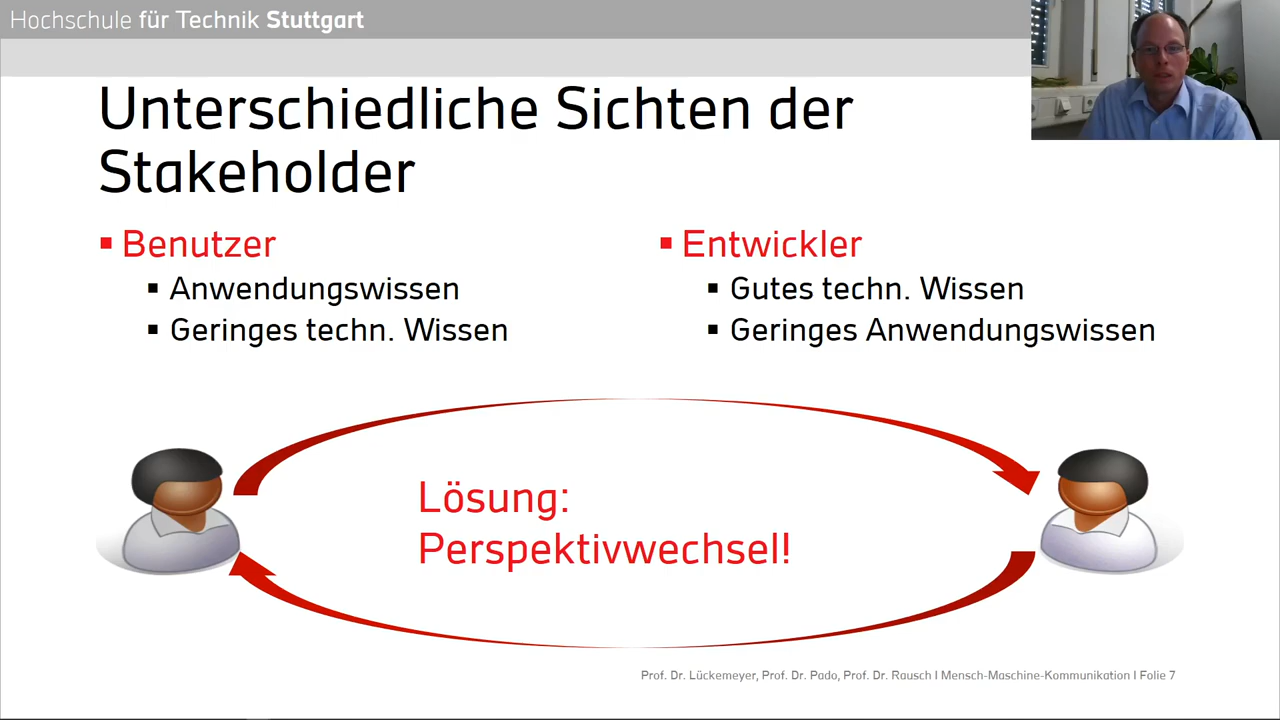 Hochschule für Technik Stuttgart
Unterschiedliche Sichten der
Stakeholder
▪ Benutzer
▪ Anwendungswissen
▪ Geringes techn. Wissen
▪ Entwickler
▪ Gutes techn. Wissen
▪ Geringes Anwendungswissen
Lösung:
Perspektivwechsel!
Prof. Dr. Lückemeyer, Prof. Dr. Pado, Prof. Dr. Rausch I Mensch-Maschine-Kommunikation I Folie 7